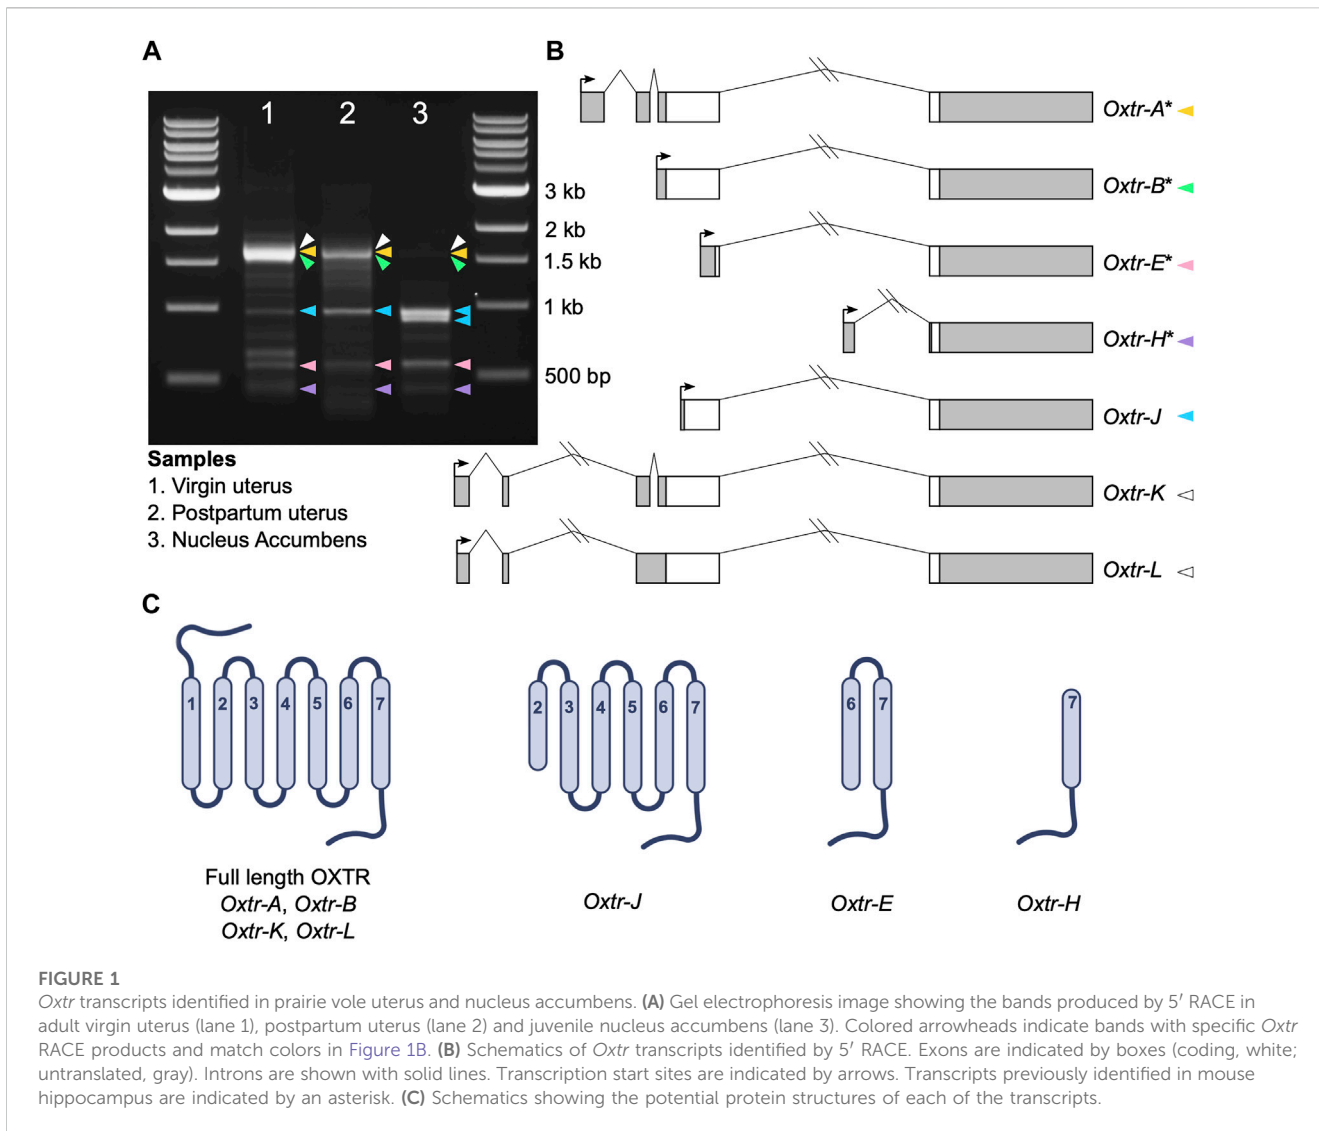 A
B
1 2 3
3 kb
2 kb
1.5 kb
1 kb
500 bp
Samples
1. Virgin uterus
2. Postpartum uterus
3. Nucleus Accumbens
Oxtr-A*
Oxtr-B*
Oxtr-E*
Oxtr-H*
Oxtr-J
Oxtr-K
Oxtr-L
C
1 2 3 4 5 6 7
Full length OXTR
Oxtr-A, Oxtr-B
Oxtr-K, Oxtr-L
2 3 4 5 6 7
Oxtr-J
6 7
Oxtr-E
7
Oxtr-H
FIGURE 1
Oxtr transcripts identified in prairie vole uterus and nucleus accumbens. (A) Gel electrophoresis image showing the bands produced by 5′ RACE in
adult virgin uterus (lane 1), postpartum uterus (lane 2) and juvenile nucleus accumbens (lane 3). Colored arrowheads indicate bands with specific Oxtr
RACE products and match colors in Figure 1B. (B) Schematics of Oxtr transcripts identified by 5′ RACE. Exons are indicated by boxes (coding, white;
untranslated, gray). Introns are shown with solid lines. Transcription start sites are indicated by arrows. Transcripts previously identified in mouse
hippocampus are indicated by an asterisk. (C) Schematics showing the potential protein structures of each of the transcripts.